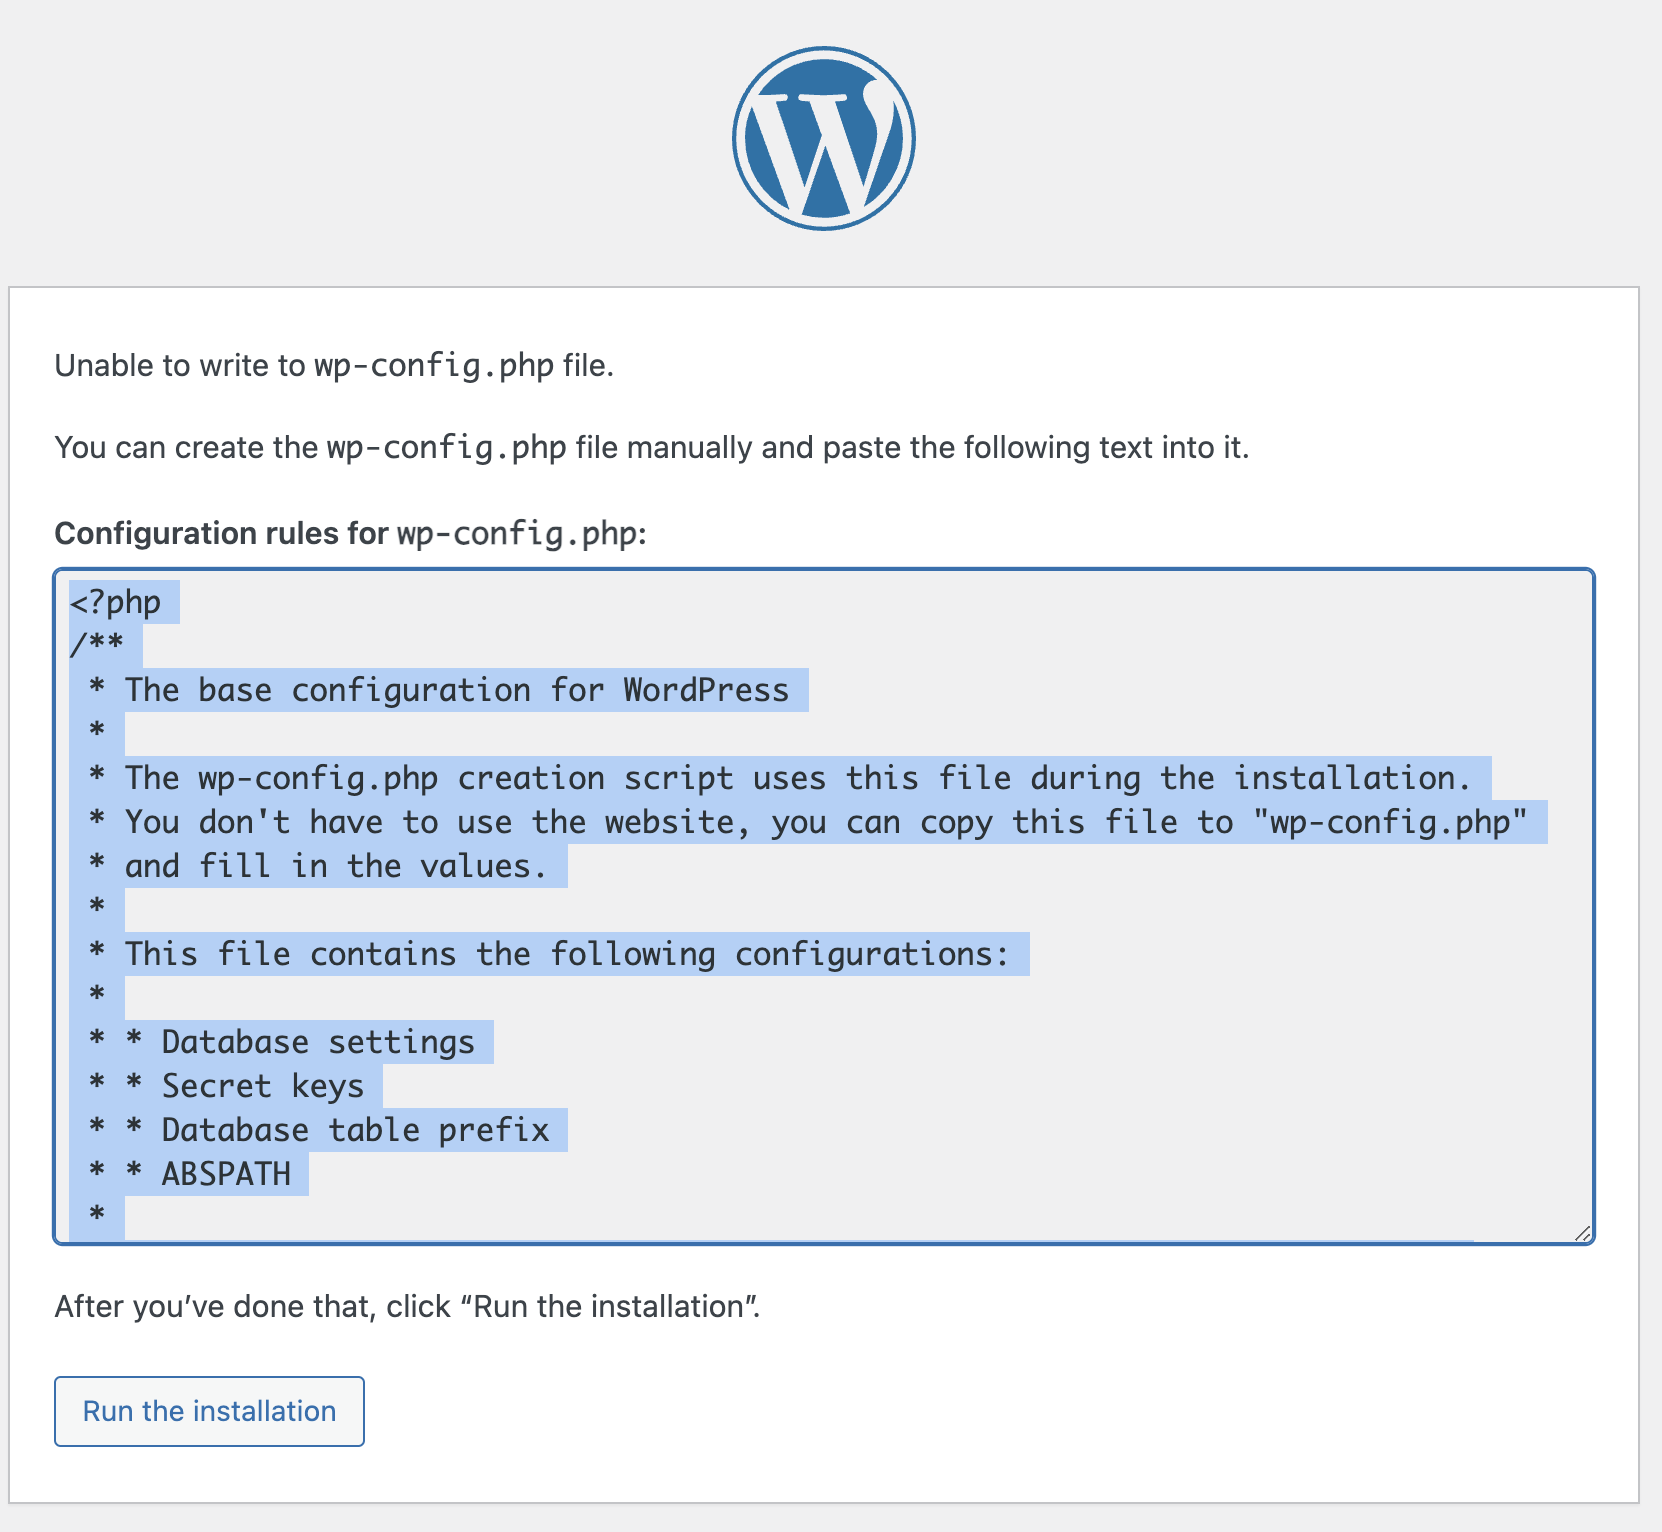 Unable to write to wp-config.php file.
You can create the wp-config.php file manually and paste the following text into it.
Configuration rules for wp-config.php:
<?php
/**
 * The base configuration for WordPress
 *
 * The wp-config.php creation script uses this file during the installation.
 * You don't have to use the website, you can copy this file to "wp-config.php"
 * and fill in the values.
 *
 * This file contains the following configurations:
 *
 * * Database settings
 * * Secret keys
 * * Database table prefix
 * * ABSPATH
 *
After you’ve done that, click “Run the installation”.
Run the installation